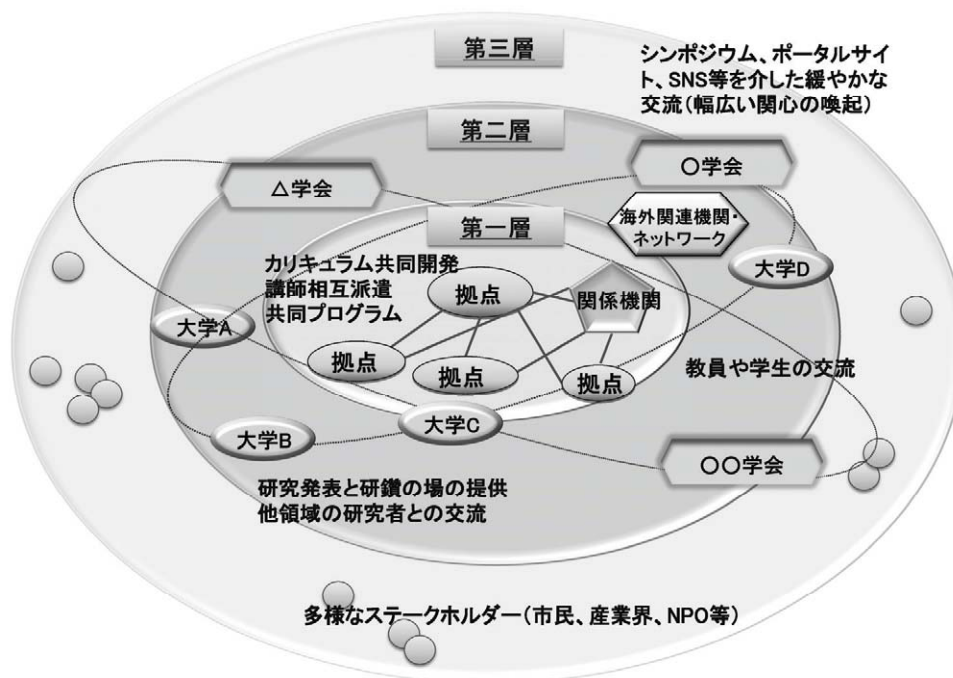 第三層
シンポジウム、ポータルサイ
ト、SNS等を介した緩やかな
交流（幅広い関心の喚起）
第二層
△学会
〇学会
海外関連機関・
ネットワーク
第一層
大学D
カリキュラム共同開発
講師相互派遣
共同プログラム
拠点
関係機関
大学A
拠点
拠点
拠点
教員や学生の交流
大学B
大学C
〇〇学会
研究発表と研鑽の場の提供
他領域の研究者との交流
多様なステークホルダー（市民、産業界、NPO等）